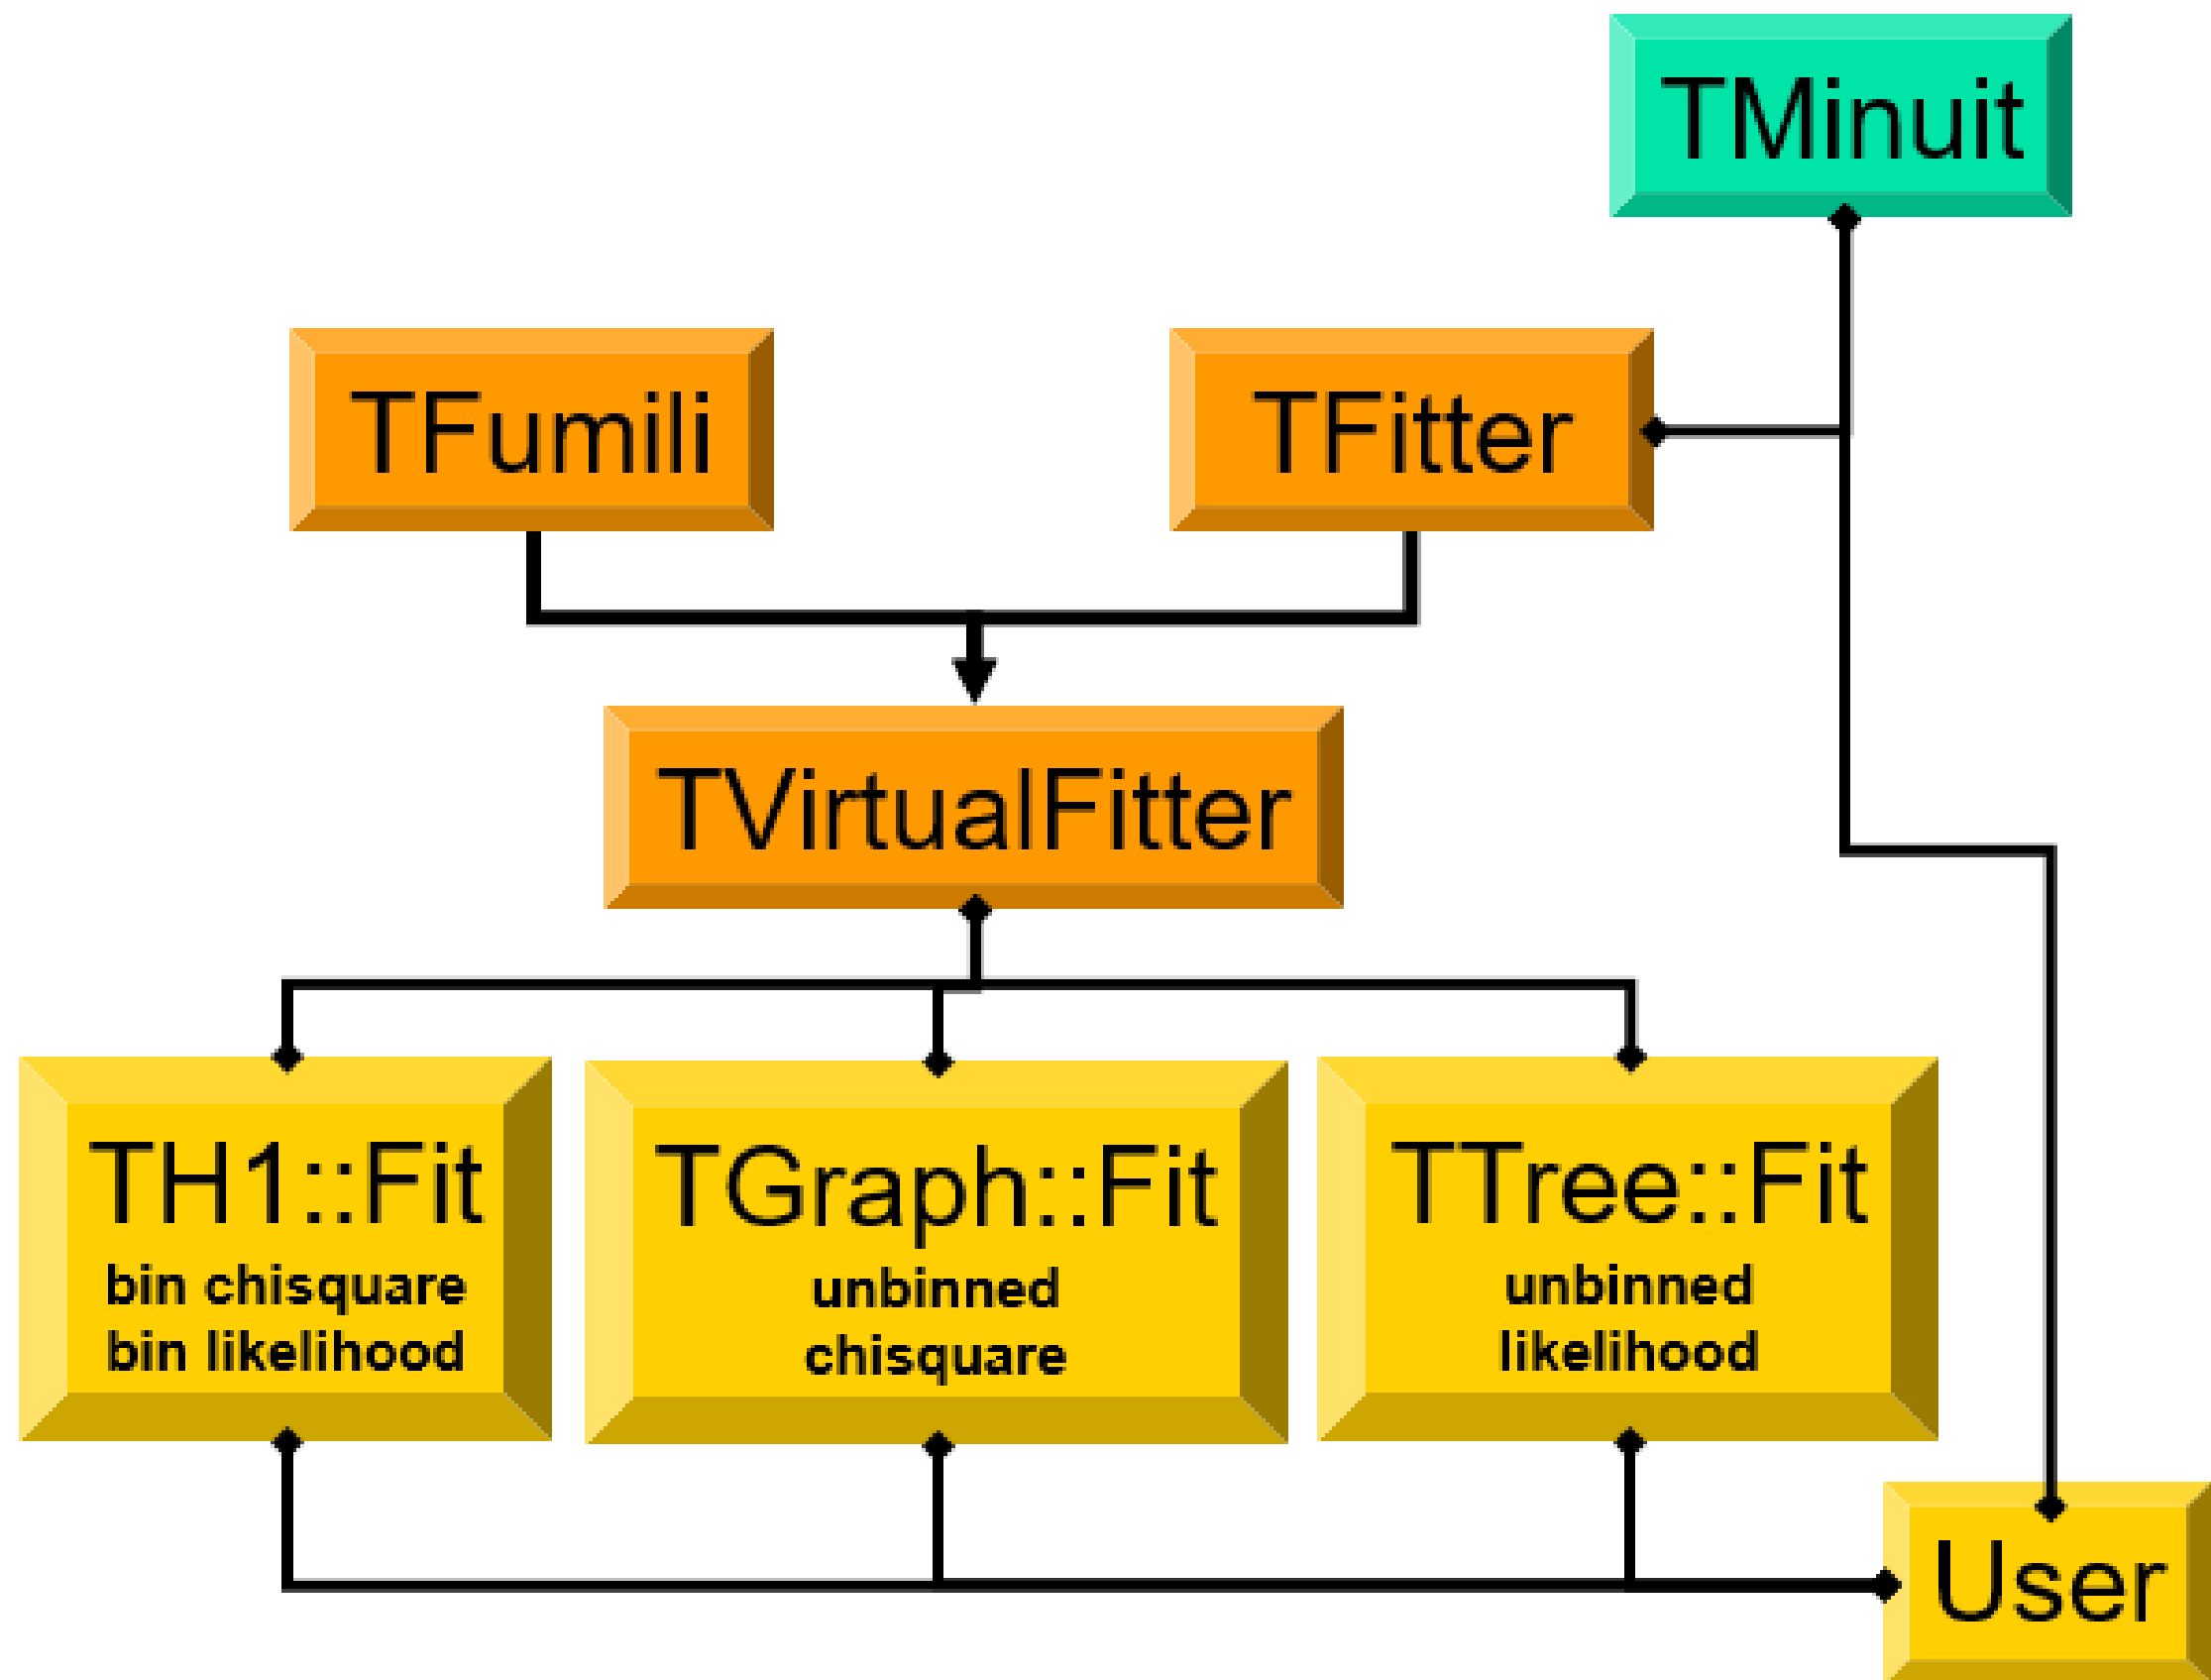 TMinuit
TFumili
TFitter
TVirtualFitter
TH1::Fit
bin chisquare
bin likelihood
TGraph::Fit
unbinned
chisquare
TTree::Fit
unbinned
likelihood
User